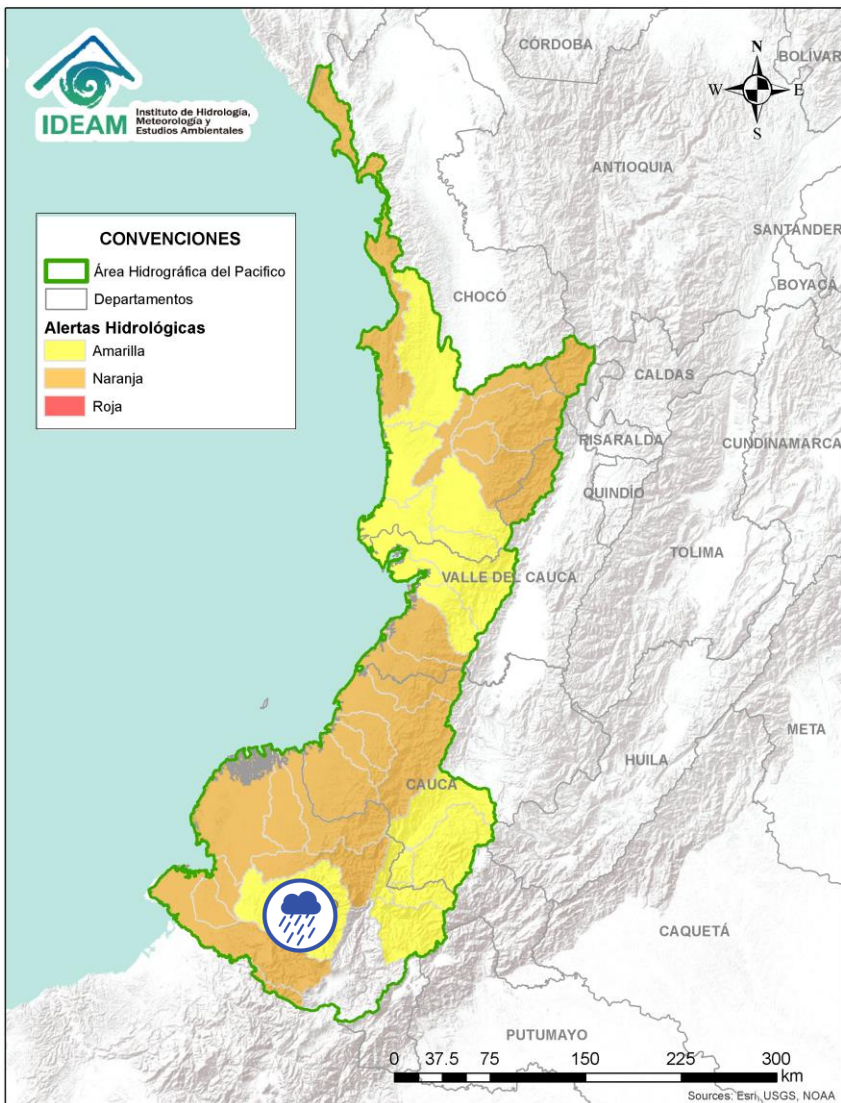 IDEAM
Instituto de Hidrología,
Meteorología y
Estudios Ambientales
CÓRDOBA
BOLÍVAR
N
W
E
S
ANTIOQUIA
SANTANDER
BOYACÁ
CONVENCIONES
Área Hidrográfica del Pacifico
Departamentos
Alertas Hidrológicas
Amarilla
Naranja
Roja
CHOCÓ
CALDAS
RISARALDA
CUNDINAMARCA
QUINDÍO
TOLIMA
VALLE DEL CAUCA
META
HUILA
CAUCA
CAQUETÁ
PUTUMAYO
0 37.5 75 150 225 300
km
Sources: Esri, USGS, NOAA